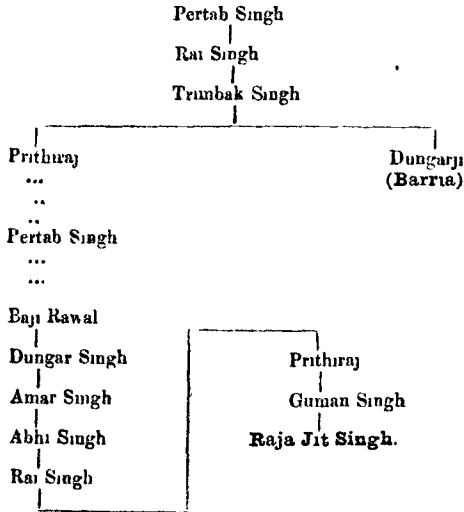 Pertab Singh
Rai Singh
Trimbak Singh
Prithiraj
Dungarji
(Barria)
...
..
..
Pertab Singh
...
...
Baji Rawal
Dungar Singh
Amar Singh
Abhi Singh
Rai Singh
Prithiraj
Guman Singh
Raja Jit Singh.